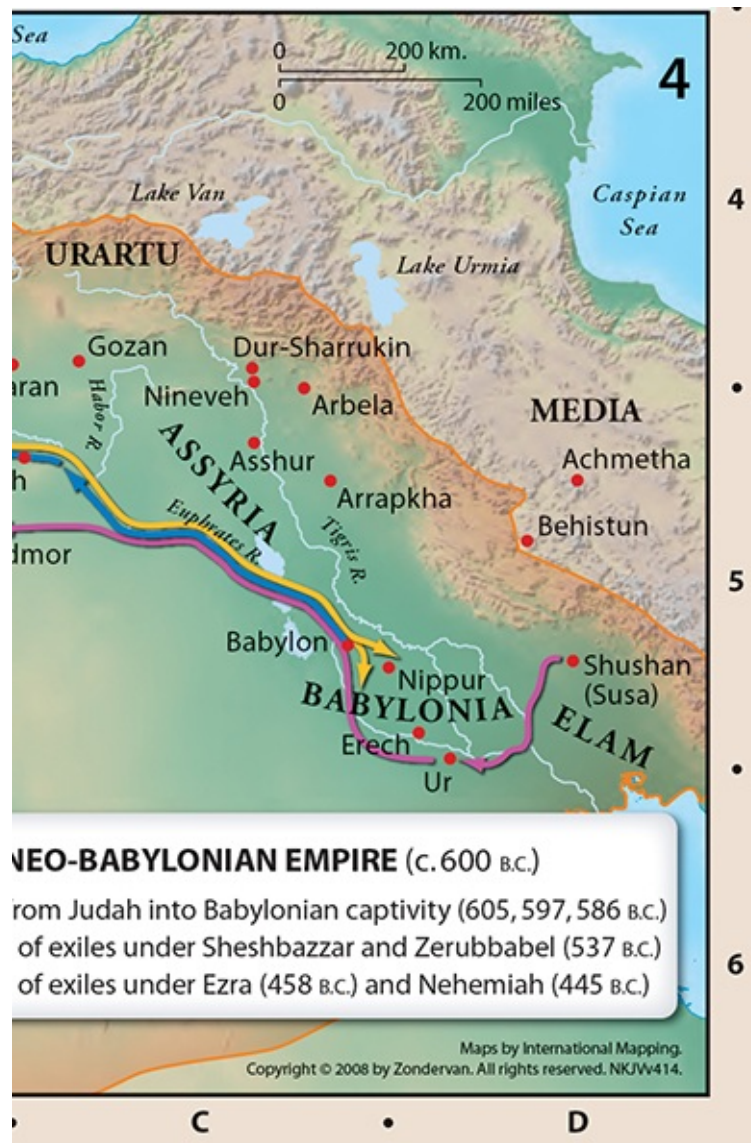 Sea
0 200 km.
0 200 miles
4
Lake Van
Caspian
Sea
4
URARTU
Lake Urmia
Gozan
Dur-Sharrukin
aran
Habor R.
Nineveh
Arbela
MEDIA
ASSYRIA
Asshur
Achmetha
h
Arrapkha
Euphrates R.
Tigris R.
Behistun
dmor
5
Babylon
Nippur
Shushan
(Susa)
BABYLONIA
ELAM
Erech
Ur
NEO-BABYLONIAN EMPIRE (c. 600 B.C.)
from Judah into Babylonian captivity (605, 597, 586 B.C.)
of exiles under Sheshbazzar and Zerubbabel (537 B.C.)
of exiles under Ezra (458 B.C.) and Nehemiah (445 B.C.)
6
Maps by International Mapping.
Copyright © 2008 by Zondervan. All rights reserved. NKJVv414.
C D